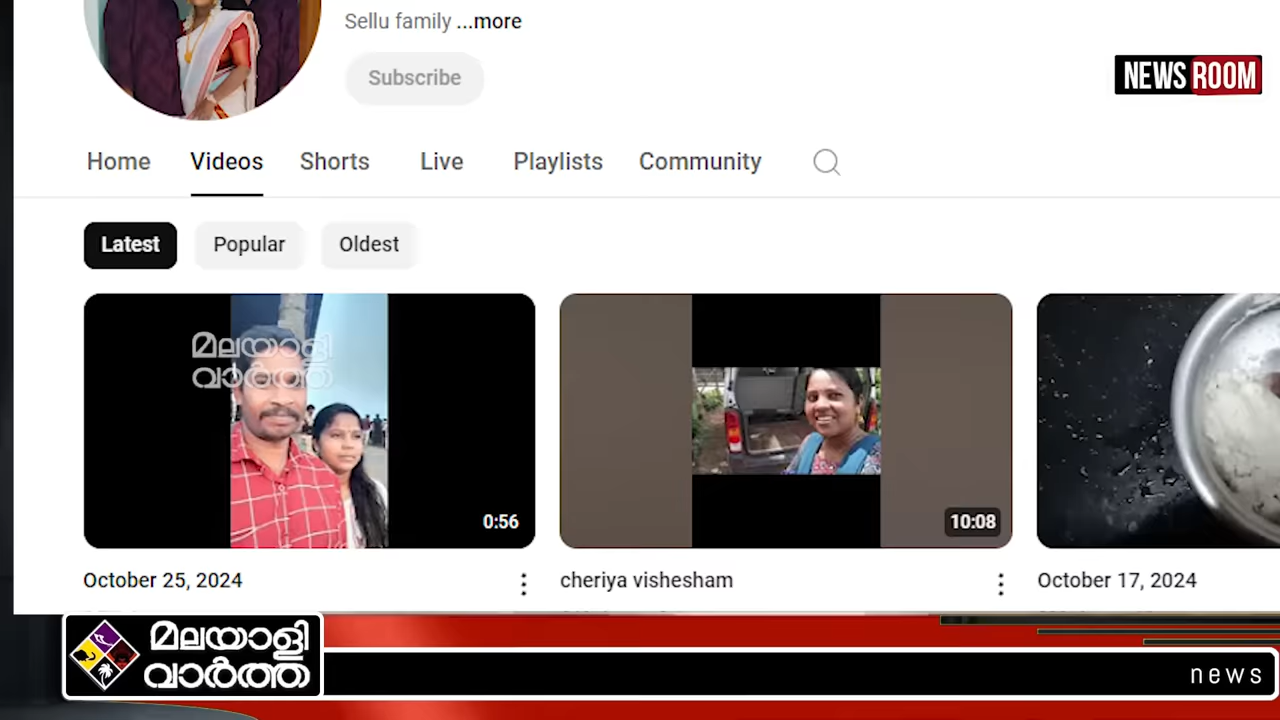 Sellu family ...more
Subscribe
NEWS ROOM
Home Videos Shorts Live Playlists Community
Latest Popular Oldest
മലയാളി
വാർത്ത
0:56
10:08
October 25, 2024
cheriya vishesham
October 17, 2024
മലയാളി
വാർത്ത
news